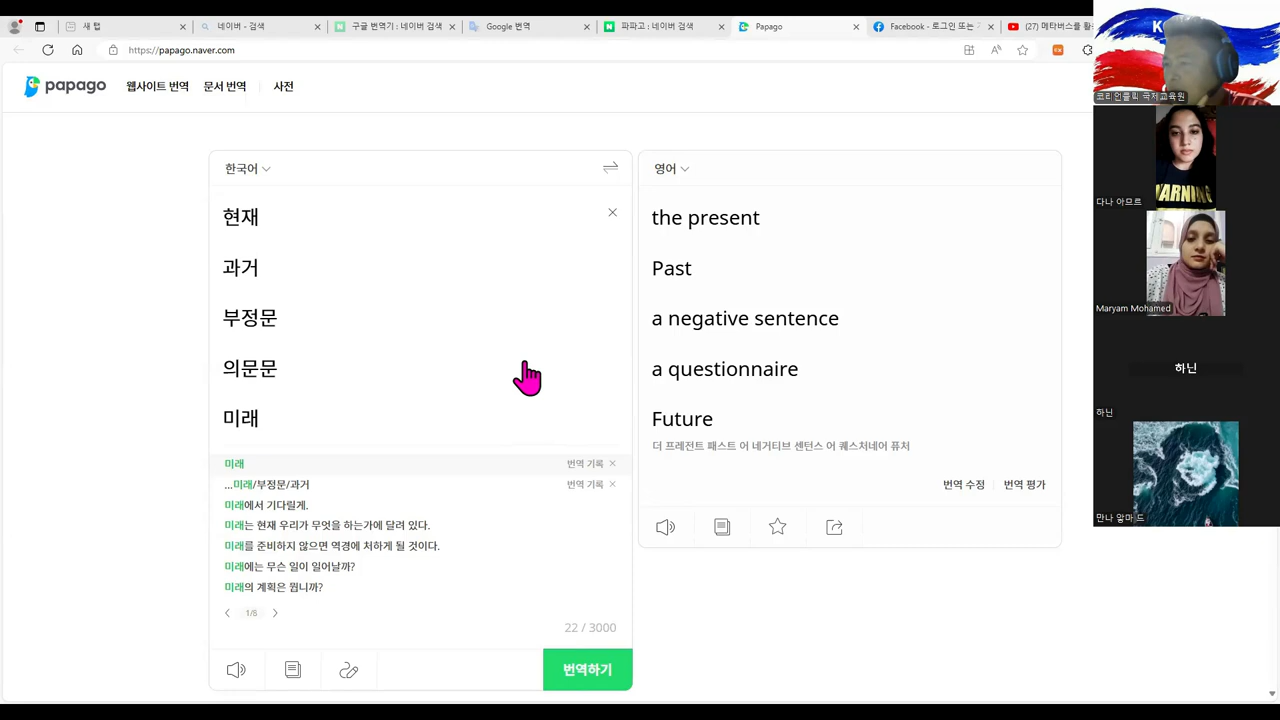 새 탭
네이버 - 검색
구글 번역기 : 네이버 검색
Google 번역
파파고 : 네이버 검색
Papago
Facebook - 로그인 또는
(27) 메타버스를 활
https://papago.naver.com
papago
웹사이트 번역
문서 번역
사전
한국어
영어
현재
과거
부정문
의문문
미래
the present
Past
a negative sentence
a questionnaire
Future
더 프레전트 패스트 어 네거티브 센턴스 어 퀘스처네어 퓨처
번역 수정
번역 평가
미래
번역 기록
...미래/부정문/과거
번역 기록
미래에서 기다릴게.
미래는 현재 우리가 무엇을 하는가에 달려 있다.
미래를 준비하지 않으면 역경에 처하게 될 것이다.
미래에는 무슨 일이 일어날까?
미래의 계획은 뭡니까?
22 / 3000
번역하기
K
WARNING
다나 아므르
Maryam Mohamed
하닌
하닌